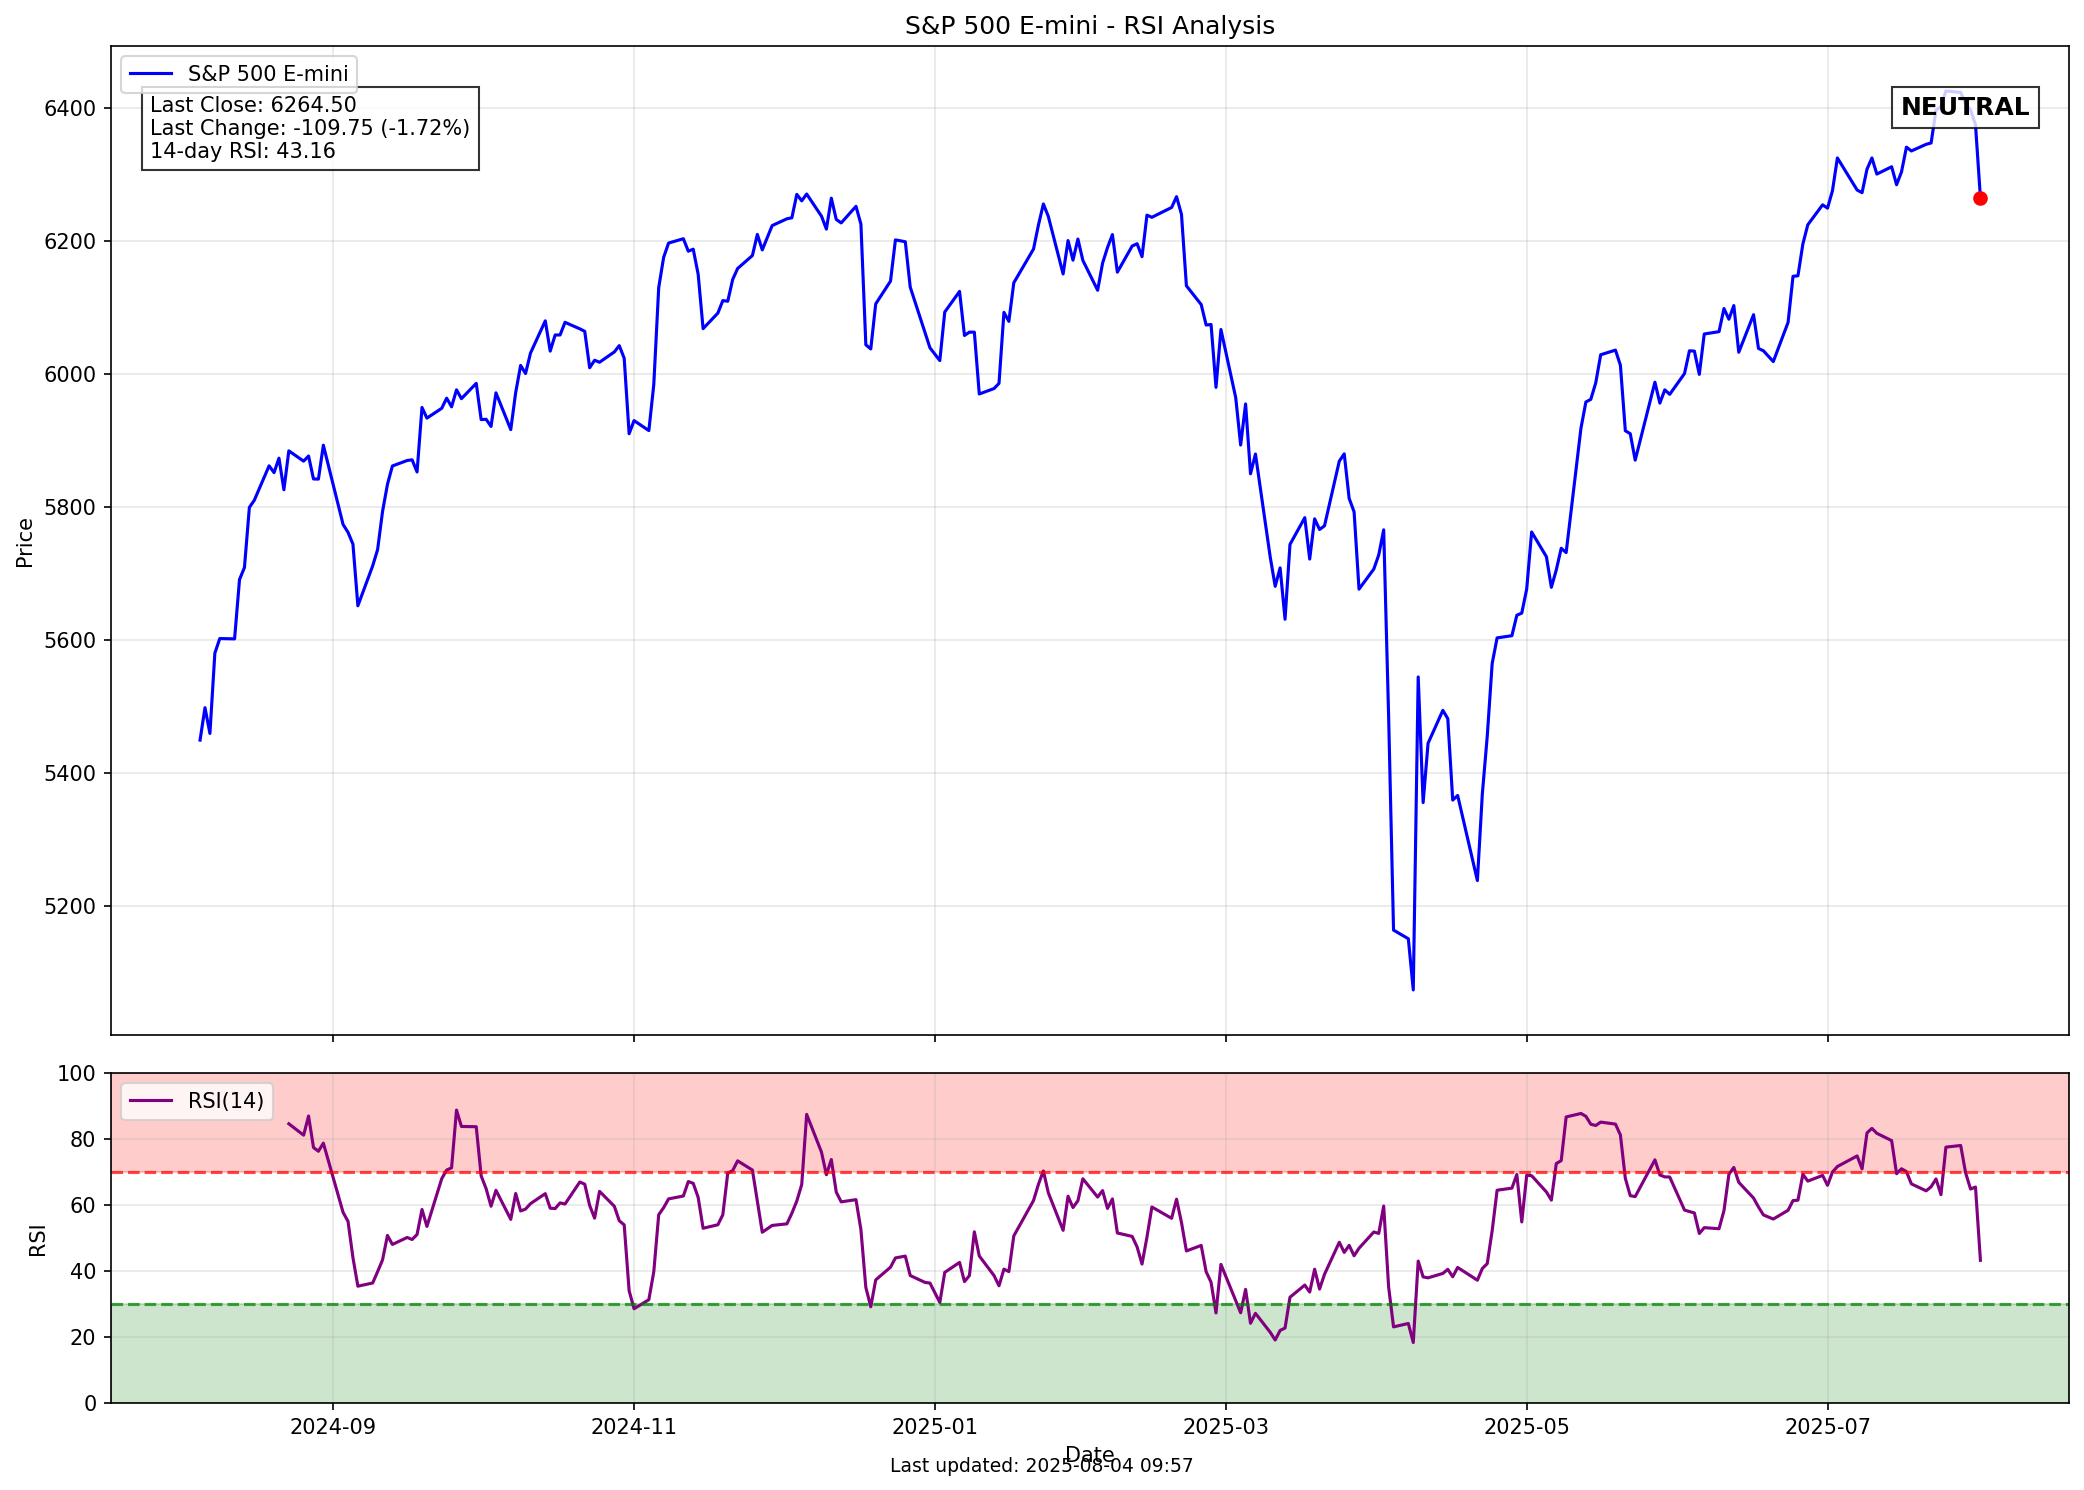 S&P 500 E-mini - RSI Analysis
S&P 500 E-mini
Last Close: 6264.50
Last Change: -109.75 (-1.72%)
14-day RSI: 43.16
NEUTRAL
Price
6400
6200
6000
5800
5600
5400
5200
RSI(14)
RSI
100
80
60
40
20
0
2024-09
2024-11
2025-01
2025-03
2025-05
2025-07
Date
Last updated: 2025-08-04 09:57